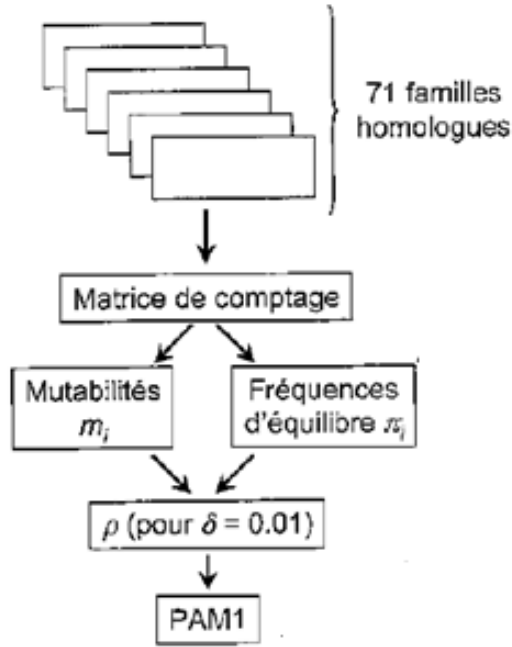 71 familles
homologues
Matrice de comptage
Mutabilités
m_i
Fréquences
d'équilibre π_i
ρ (pour δ = 0.01)
PAM1